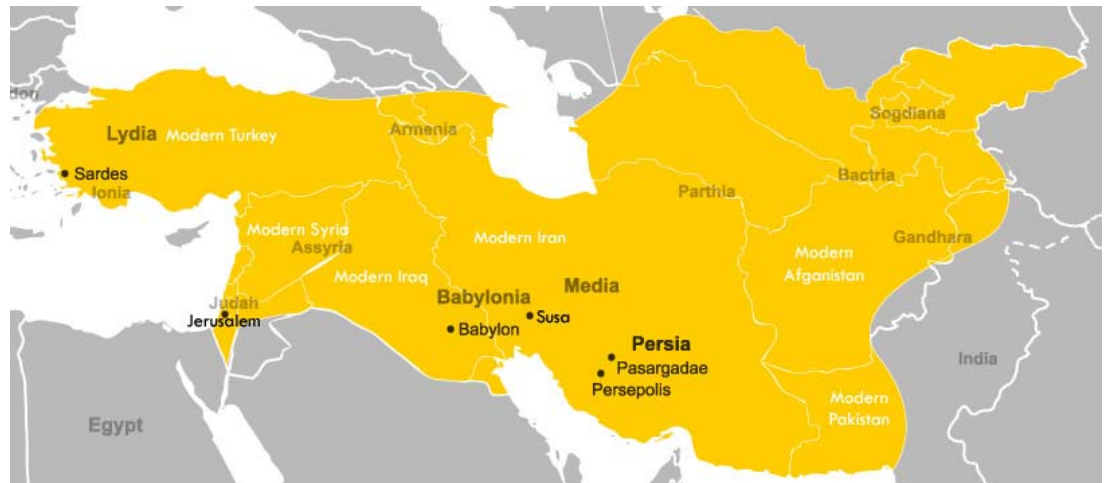 don
Lydia
Modern Turkey
Armenia
Sogdiana
Sardes
Ionia
Bactria
Parthia
Modern Syria
Assyria
Modern Iran
Gandhara
Modern
Afganistan
Modern Iraq
Media
Babylonia
Judah
Jerusalem
Susa
Babylon
Persia
Pasargadae
Persepolis
India
Modern
Pakistan
Egypt